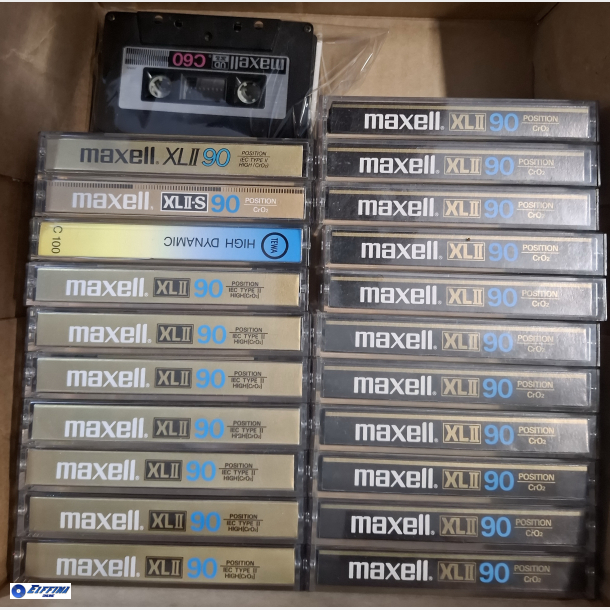 maxell UD XL II C60
maxell. XLII 90 POSITION IEC TYPE II HIGH (CrO₂)
maxell. XLII-S 90 POSITION CrO₂
C 100 HIGH DYNAMIC TEWA
maxell. XLII 90 POSITION IEC TYPE II HIGH(CrO₂)
maxell. XLII 90 POSITION IEC TYPE II HIGH(CrO₂)
maxell. XLII 90 POSITION IEC TYPE II HIGH(CrO₂)
maxell. XLII 90 POSITION IEC TYPE II HIGH(CrO₂)
maxell. XLII 90 POSITION IEC TYPE II HIGH(CrO₂)
maxell. XLII 90 POSITION IEC TYPE II HIGH(CrO₂)
maxell. XLII 90 POSITION IEC TYPE II HIGH(CrO₂)
maxell. XLII 90 POSITION CrO₂
maxell. XLII 90 POSITION CrO₂
maxell. XLII 90 POSITION CrO₂
maxell. XLII 90 POSITION CrO₂
maxell. XLII 90 POSITION CrO₂
maxell. XLII 90 POSITION CrO₂
maxell. XLII 90 POSITION CrO₂
maxell. XLII 90 POSITION CrO₂
maxell. XLII 90 POSITION CrO₂
maxell. XLII 90 POSITION CrO₂
maxell. XLII 90 POSITION CrO₂